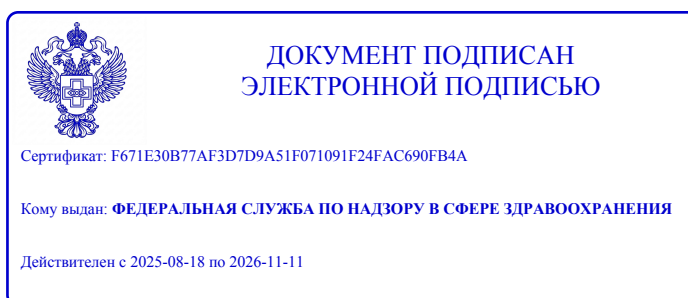 ДОКУМЕНТ ПОДПИСАН
ЭЛЕКТРОННОЙ ПОДПИСЬЮ
Сертификат: F671E30B77AF3D7D9A51F071091F24FAC690FB4A
Кому выдан: ФЕДЕРАЛЬНАЯ СЛУЖБА ПО НАДЗОРУ В СФЕРЕ ЗДРАВООХРАНЕНИЯ
Действителен с 2025-08-18 по 2026-11-11